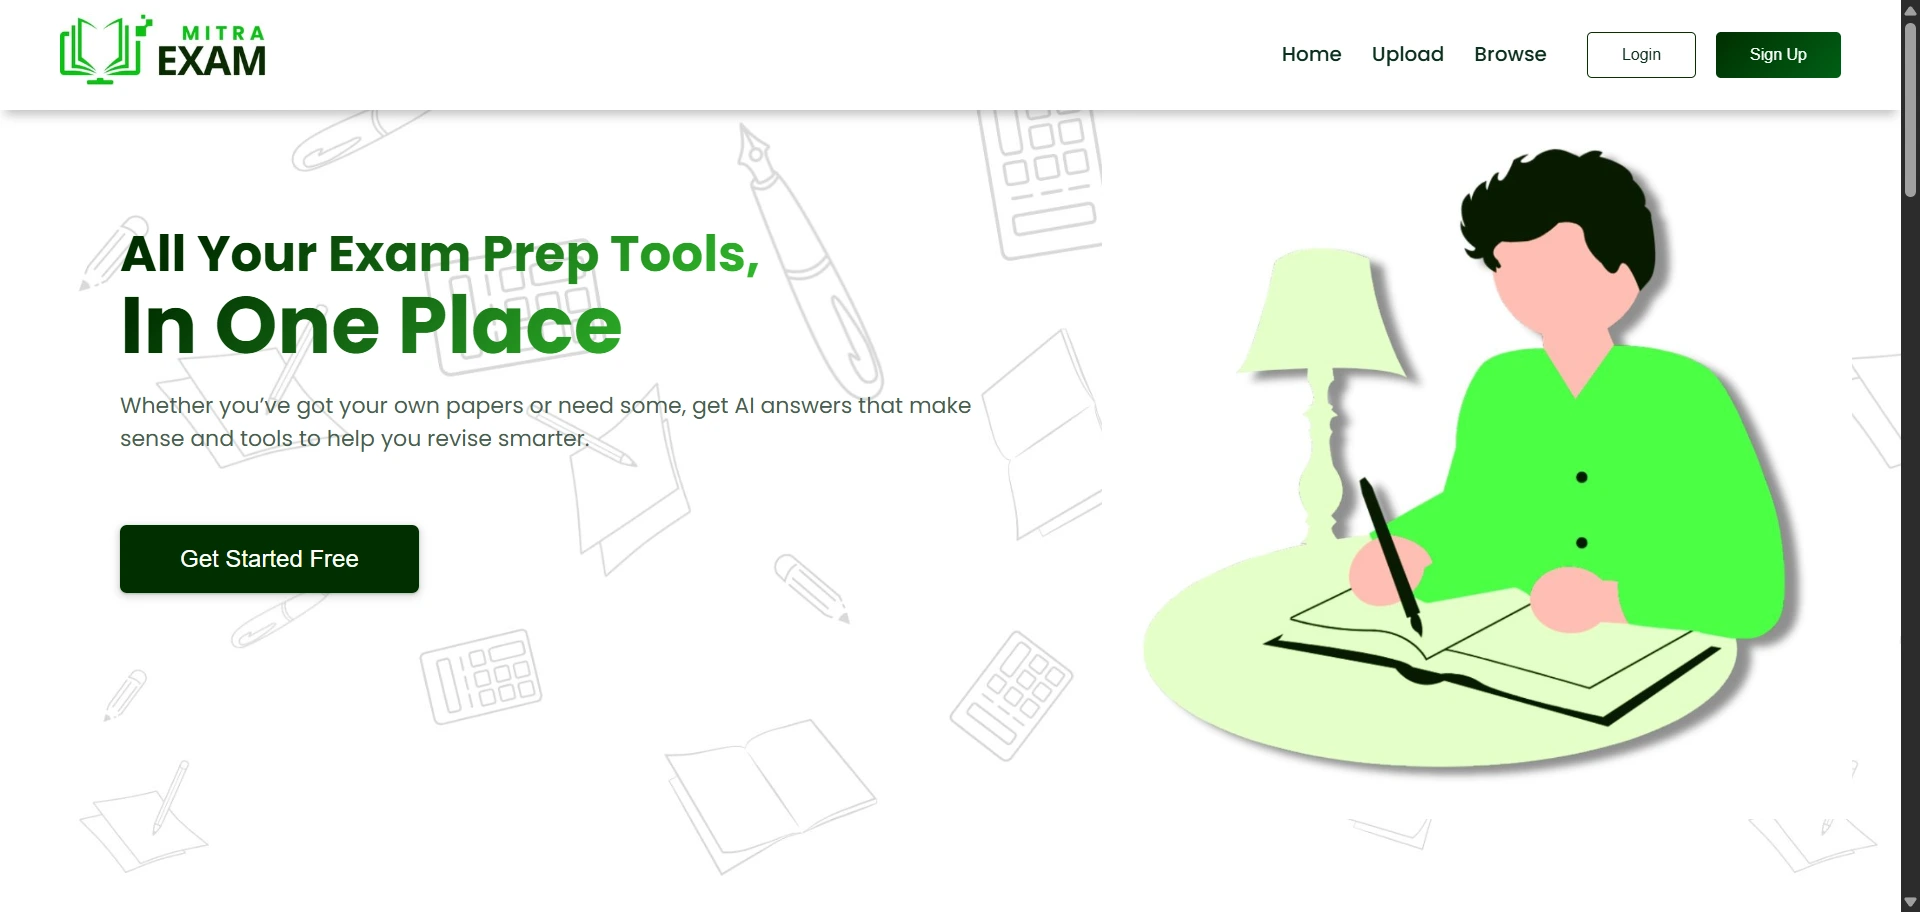 MITRA
EXAM
Home
Upload
Browse
Login
Sign Up
All Your Exam Prep Tools,
In One Place
Whether you’ve got your own papers or need some, get AI answers that make
sense and tools to help you revise smarter.
Get Started Free